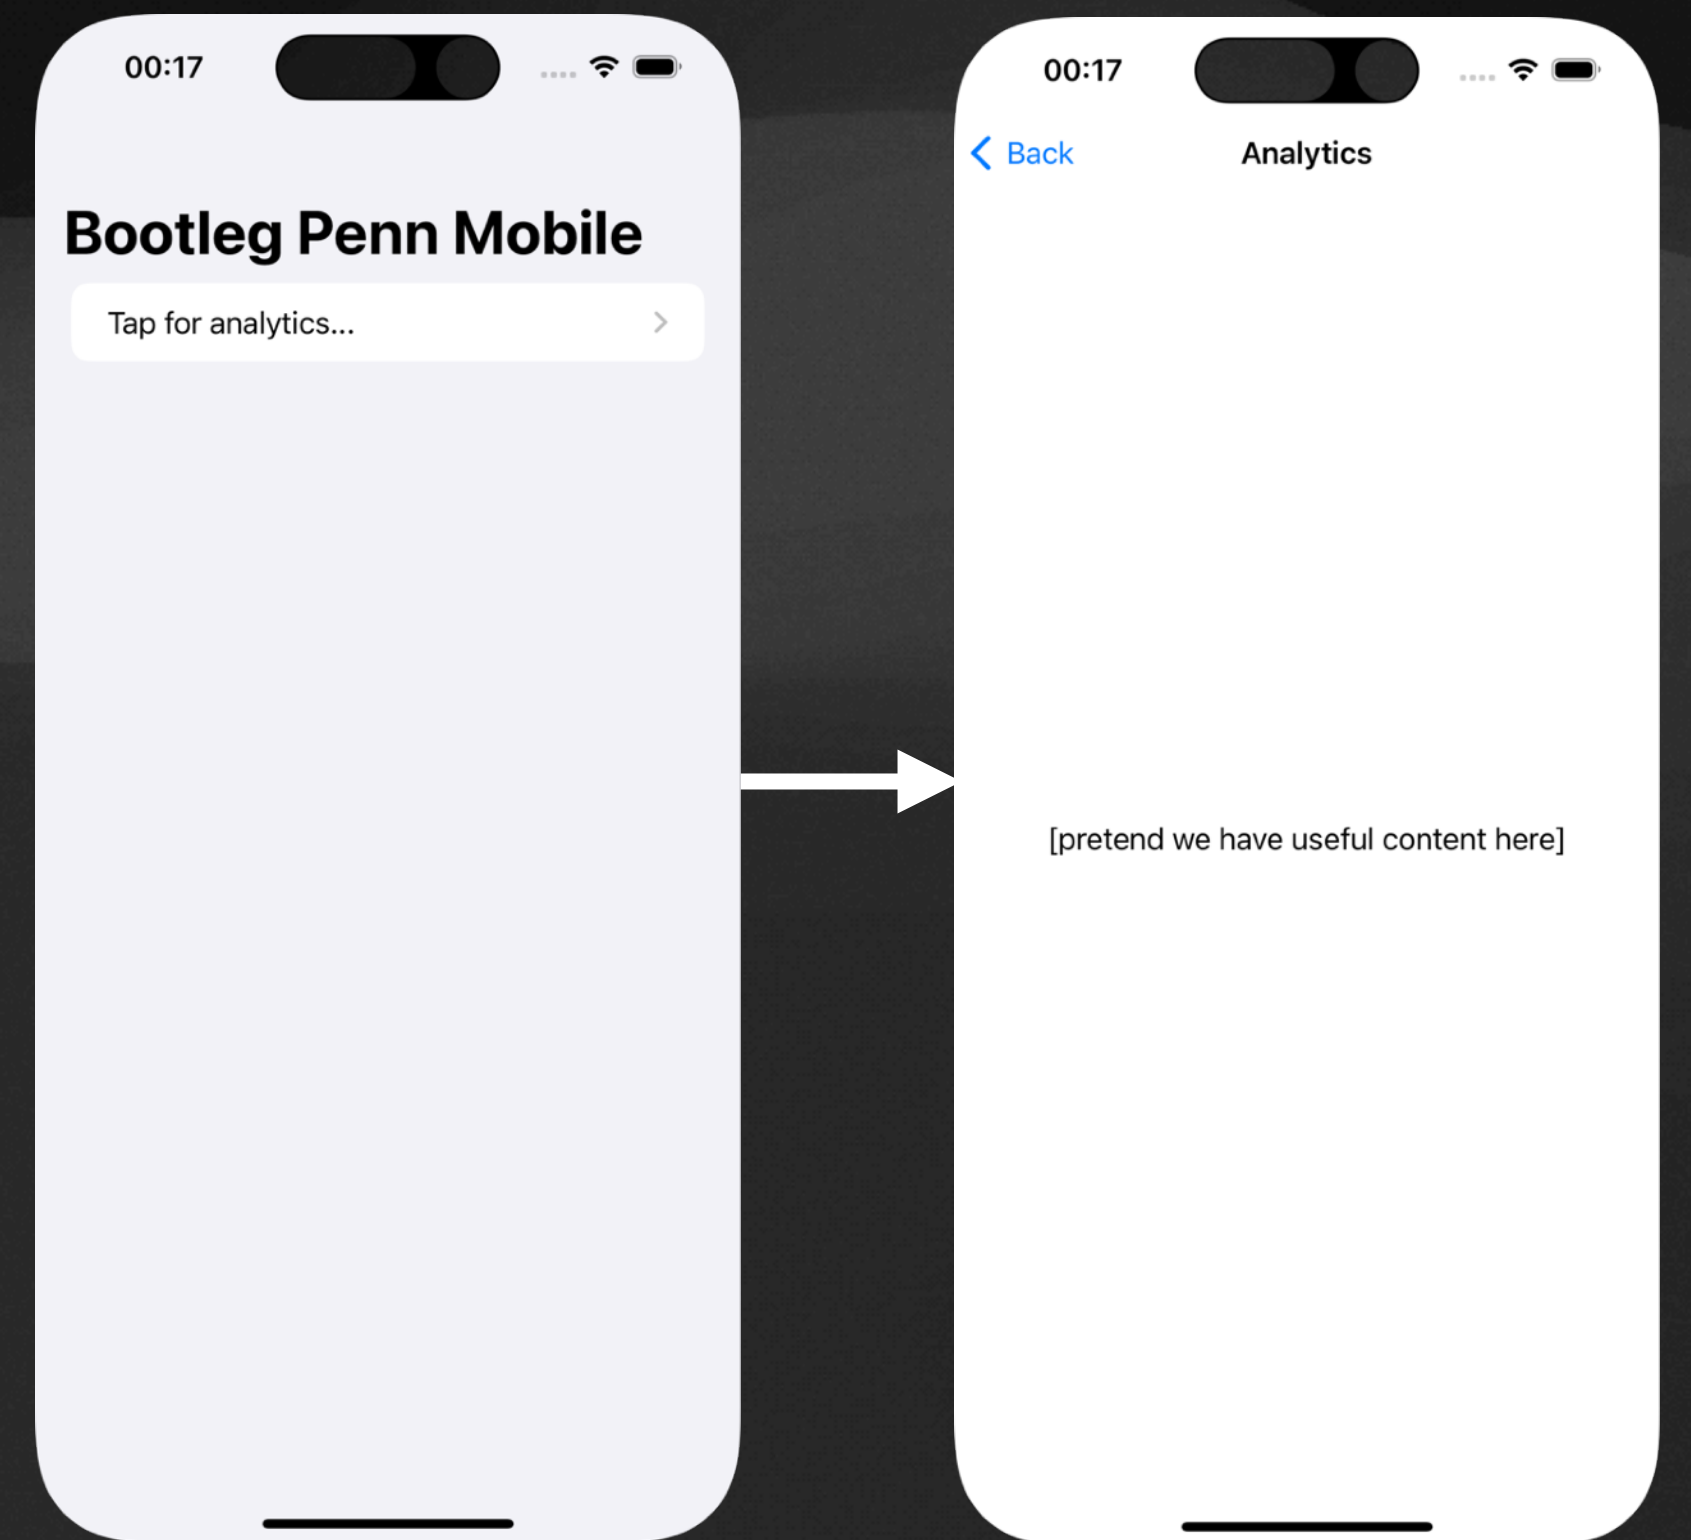 00:17
Bootleg Penn Mobile
Tap for analytics...
00:17
Back
Analytics
[pretend we have useful content here]